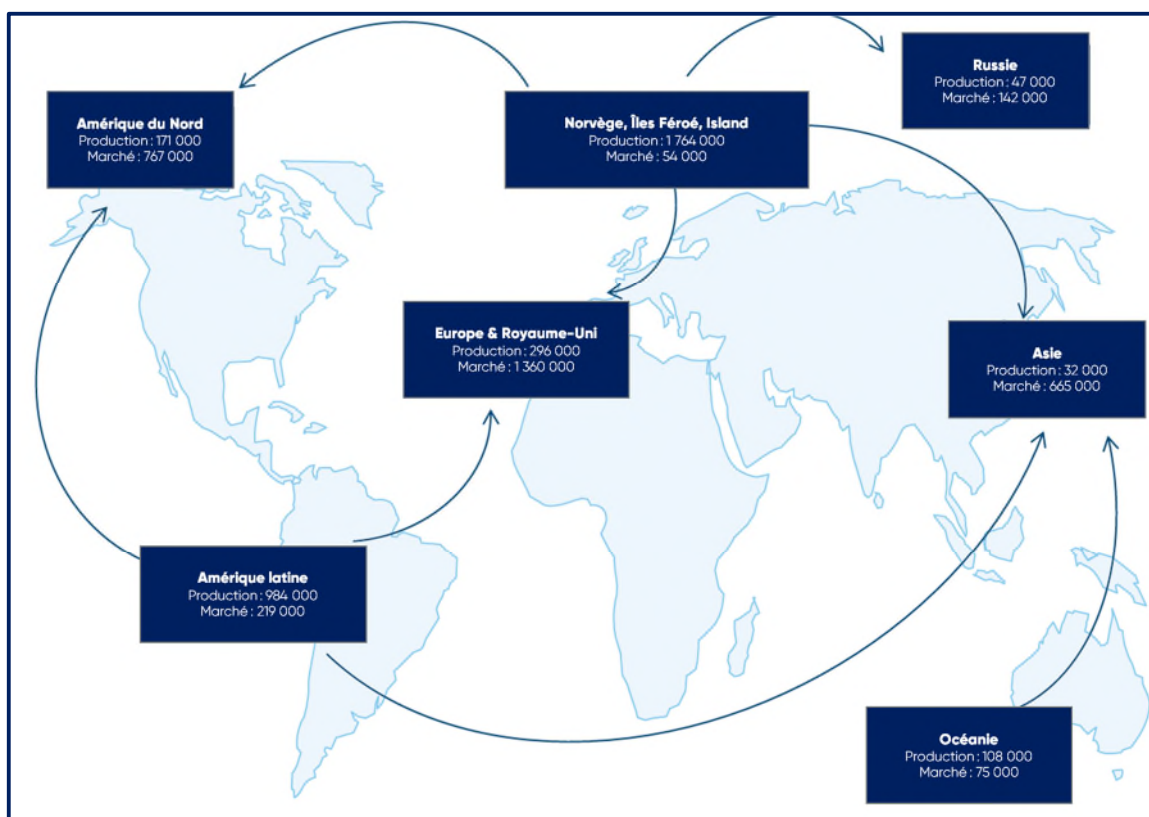 Russie
Production : 47 000
Marché : 142 000
Amérique du Nord
Production : 171 000
Marché : 767 000
Norvège, Îles Féroé, Island
Production : 1 764 000
Marché : 54 000
Europe & Royaume-Uni
Production : 296 000
Marché : 1 360 000
Asie
Production : 32 000
Marché : 665 000
Amérique latine
Production : 984 000
Marché : 219 000
Océanie
Production : 108 000
Marché : 75 000